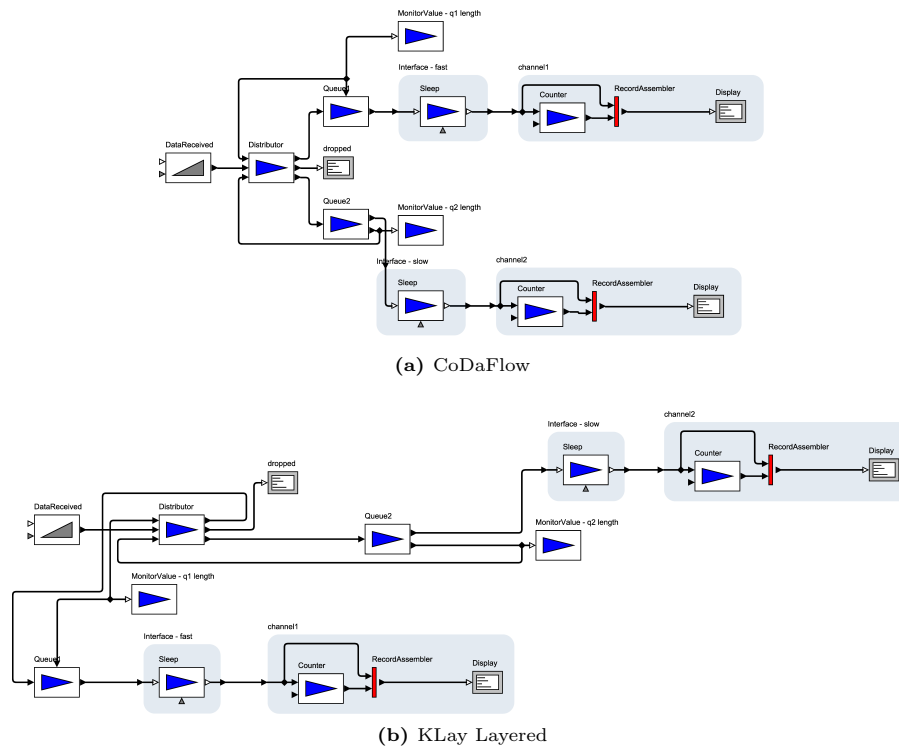 MonitorValue - q1 length
Interface - fast
channel1
Queue1
Sleep
Counter
RecordAssembler
Display
DataReceived
Distributor
dropped
Queue2
MonitorValue - q2 length
Interface - slow
channel2
Sleep
Counter
RecordAssembler
Display
(a) CoDaFlow
channel2
Interface - slow
Sleep
Counter
RecordAssembler
Display
dropped
DataReceived
Distributor
Queue2
MonitorValue - q2 length
MonitorValue - q1 length
channel1
Interface - fast
Queue1
Sleep
Counter
RecordAssembler
Display
(b) KLay Layered